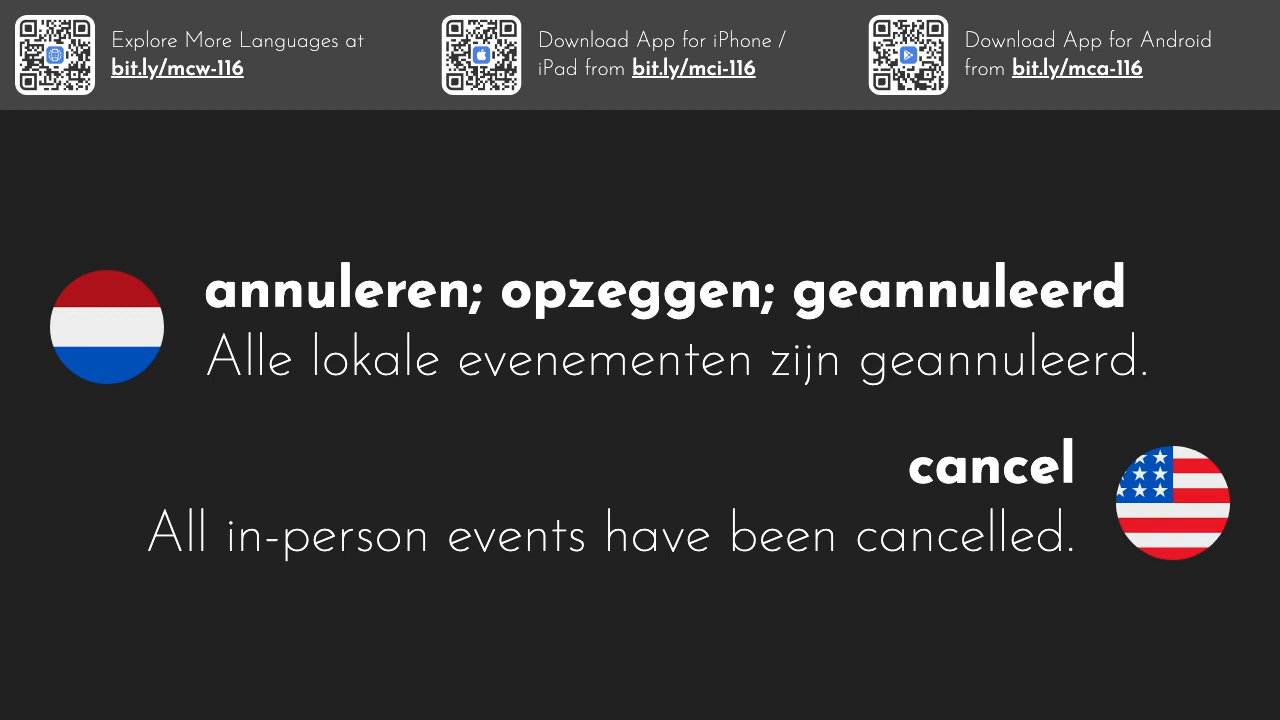 Explore More Languages at
bit.ly/mcw-116
Download App for iPhone /
iPad from bit.ly/mci-116
Download App for Android
from bit.ly/mca-116
annuleren; opzeggen; geannuleerd
Alle lokale evenementen zijn geannuleerd.
cancel
All in-person events have been cancelled.